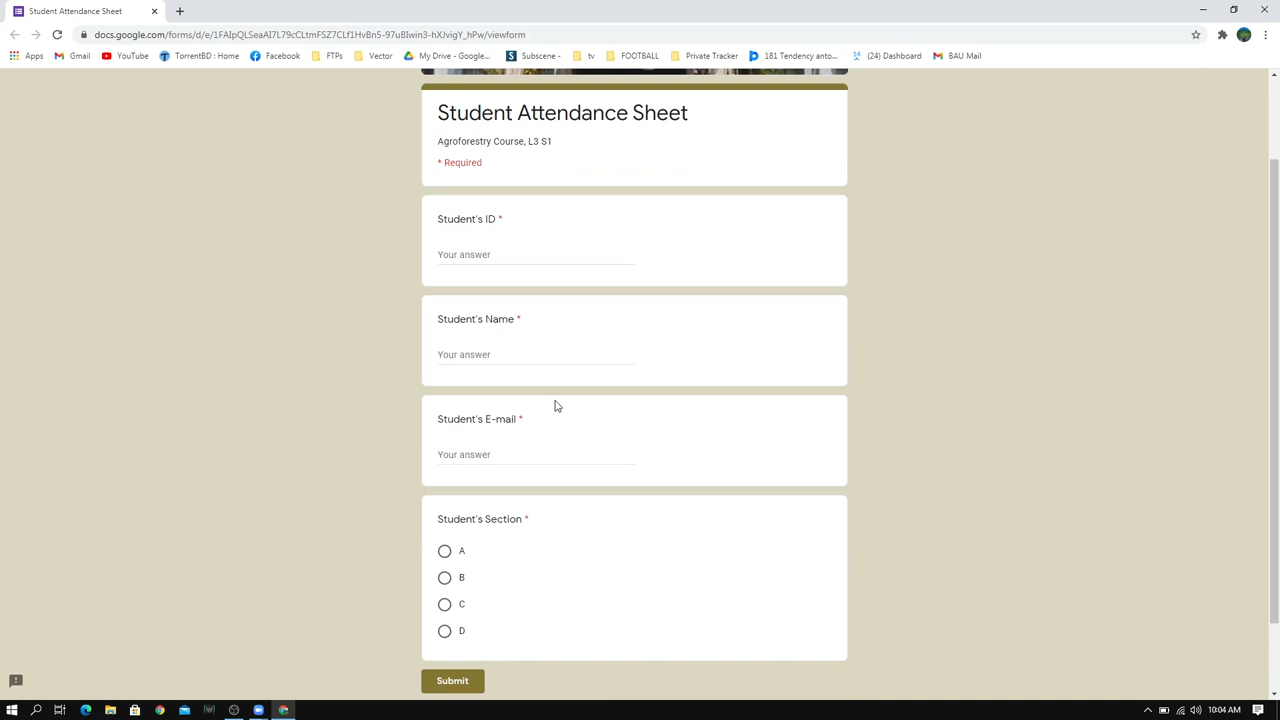 Student Attendance Sheet
docs.google.com/forms/d/e/1FAIpQLSeaAI7L79cCLtmFSZ7CLf1HvBn5-97uBIwin3-hXJvigY_hPw/viewform
Apps Gmail YouTube TorrentBD : Home Facebook FTPs Vector My Drive - Google... Subscene - tv FOOTBALL Private Tracker 181 Tendency anto... (24) Dashboard BAU Mail
Student Attendance Sheet
Agroforestry Course, L3 S1
* Required
Student's ID *
Your answer
Student's Name *
Your answer
Student's E-mail *
Your answer
Student's Section *
A
B
C
D
Submit
10:04 AM